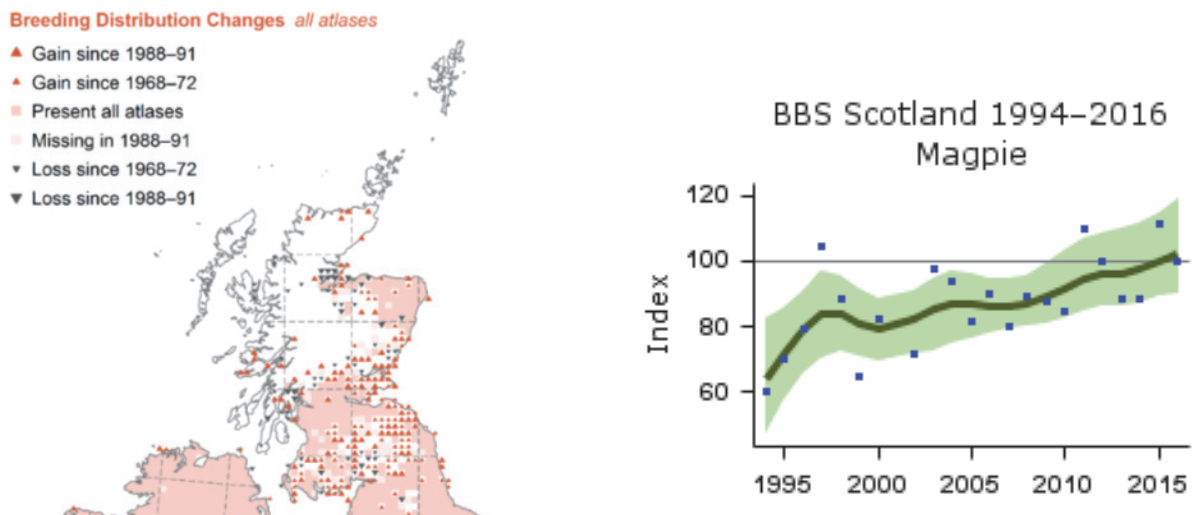 Breeding Distribution Changes all atlases
Gain since 1988–91
Gain since 1968–72
Present all atlases
Missing in 1988–91
Loss since 1968–72
Loss since 1988–91
BBS Scotland 1994–2016
Magpie
Index
120
100
80
60
1995 2000 2005 2010 2015